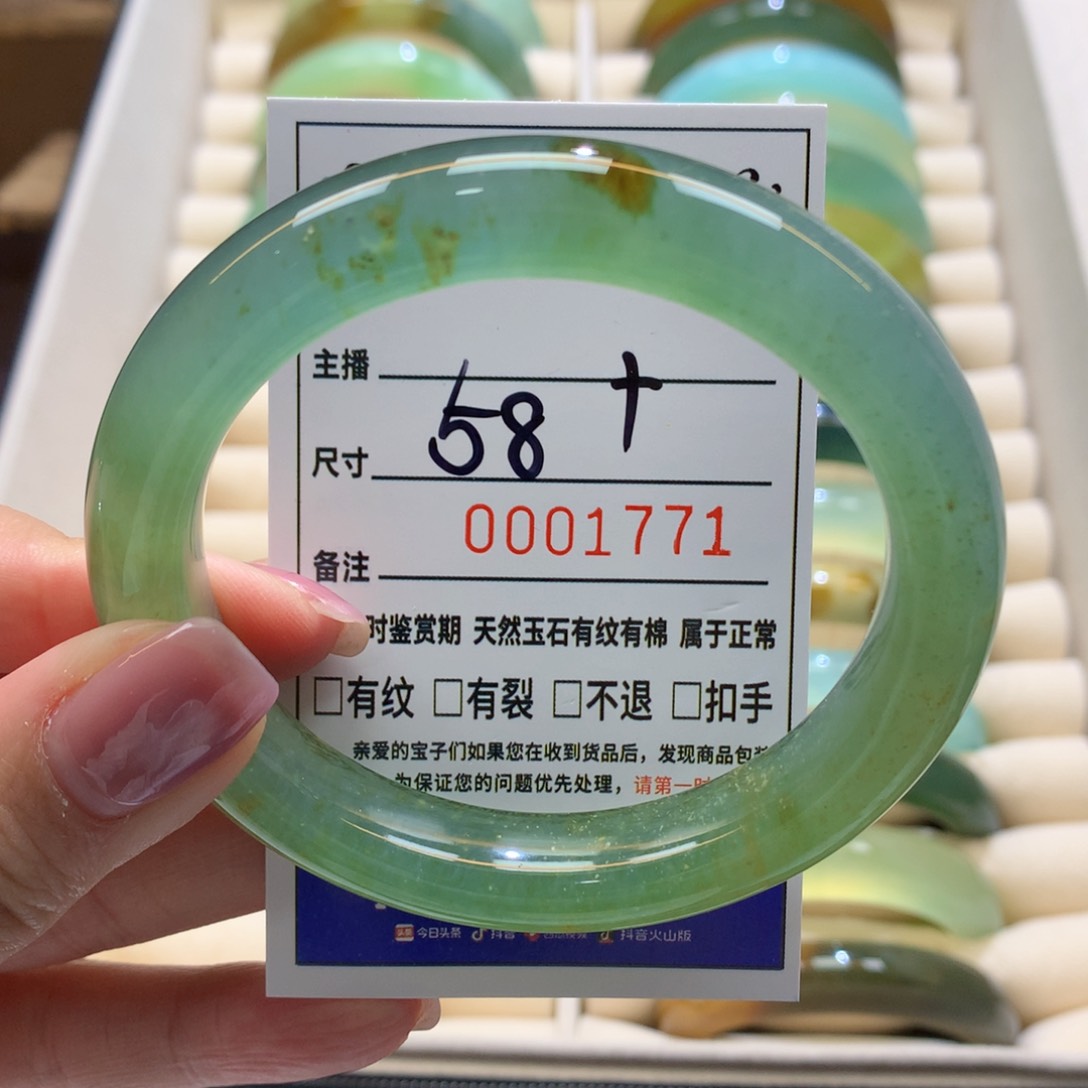 主播
58 †
尺寸
0001771
备注
时鉴赏期 天然玉石有纹有棉 属于正常
□有纹 □有裂 □不退 □扣手
亲爱的宝子们如果您在收到货品后，发现商品包
为保证您的问题优先处理，请第一时
今日头条 抖音 抖音火山版